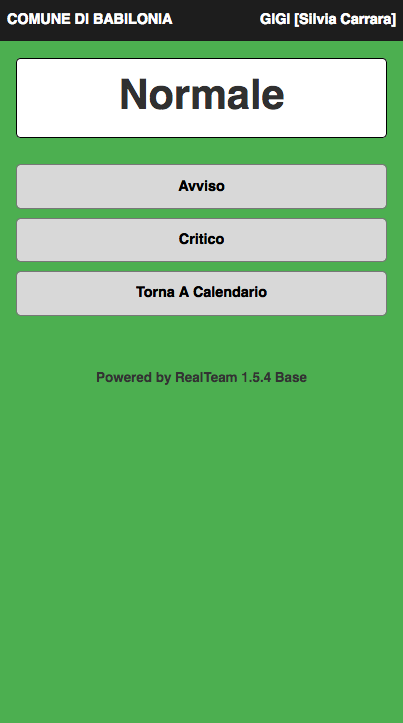 COMUNE DI BABILONIA GIGI [Silvia Carrara]
Normale
Avviso
Critico
Torna A Calendario
Powered by RealTeam 1.5.4 Base